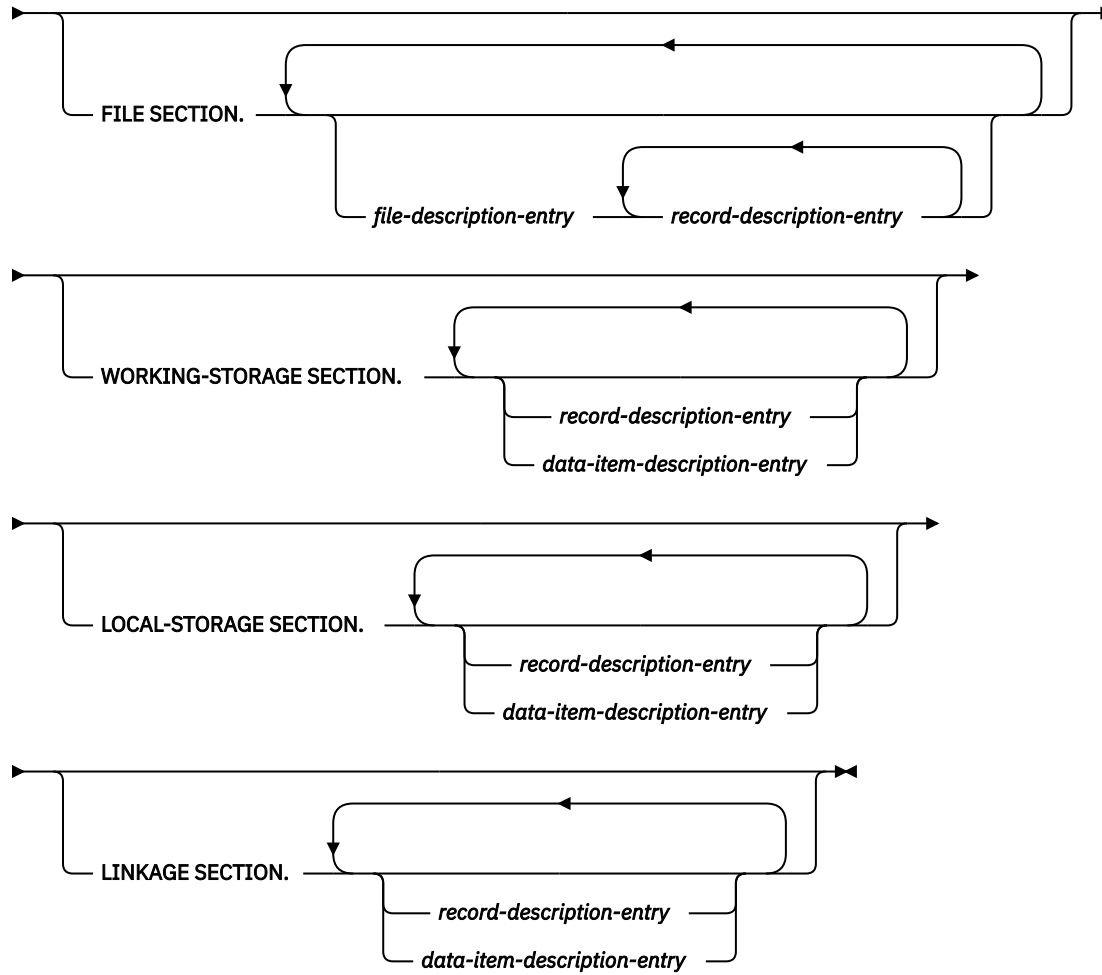 FILE SECTION.
file-description-entry record-description-entry
WORKING-STORAGE SECTION.
record-description-entry
data-item-description-entry
LOCAL-STORAGE SECTION.
record-description-entry
data-item-description-entry
LINKAGE SECTION.
record-description-entry
data-item-description-entry